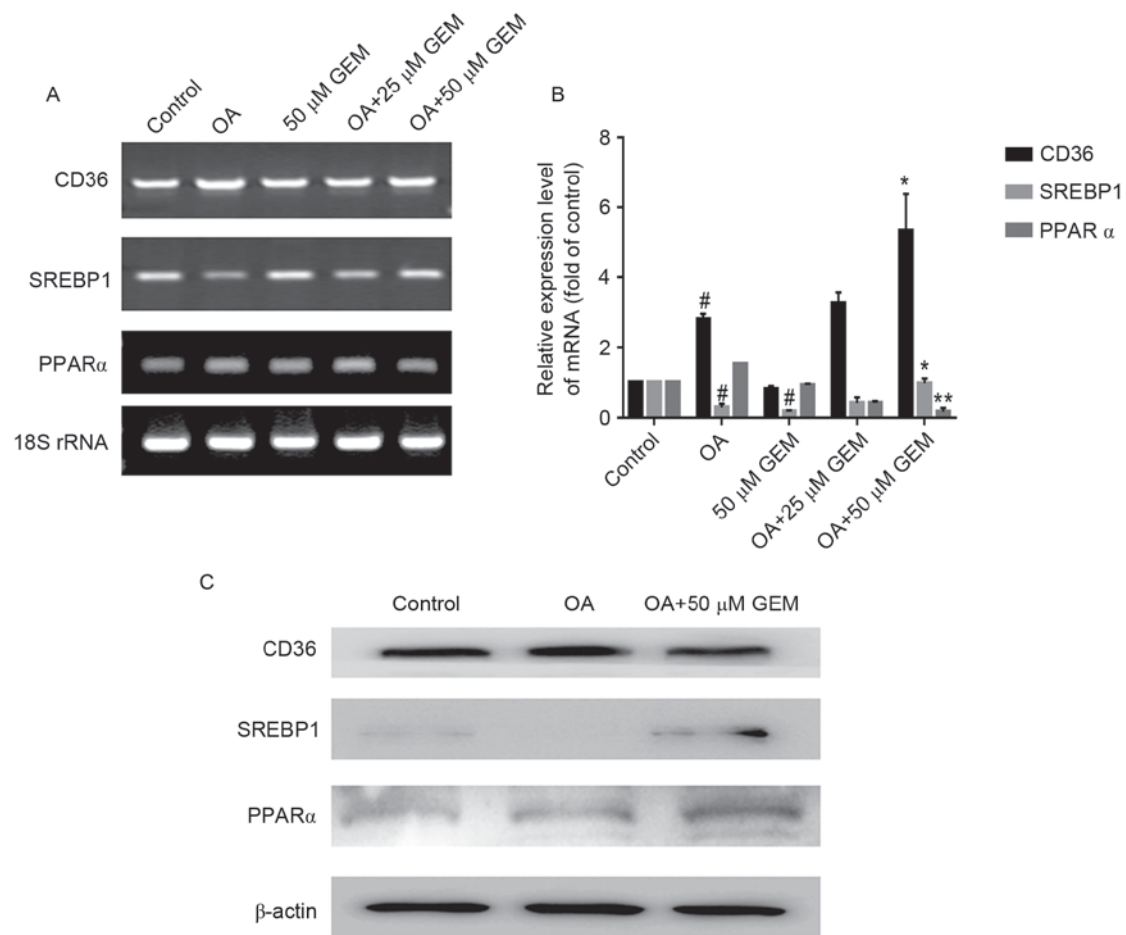 A
Control
OA
50 μM GEM
OA+25 μM GEM
OA+50 μM GEM
CD36
SREBP1
PPARα
18S rRNA
B
Relative expression level
of mRNA (fold of control)
8
6
4
2
0
#
#
#
*
*
**
Control
OA
50 μM GEM
OA+25 μM GEM
OA+50 μM GEM
CD36
SREBP1
PPAR α
C
Control OA OA+50 μM GEM
CD36
SREBP1
PPARα
β-actin